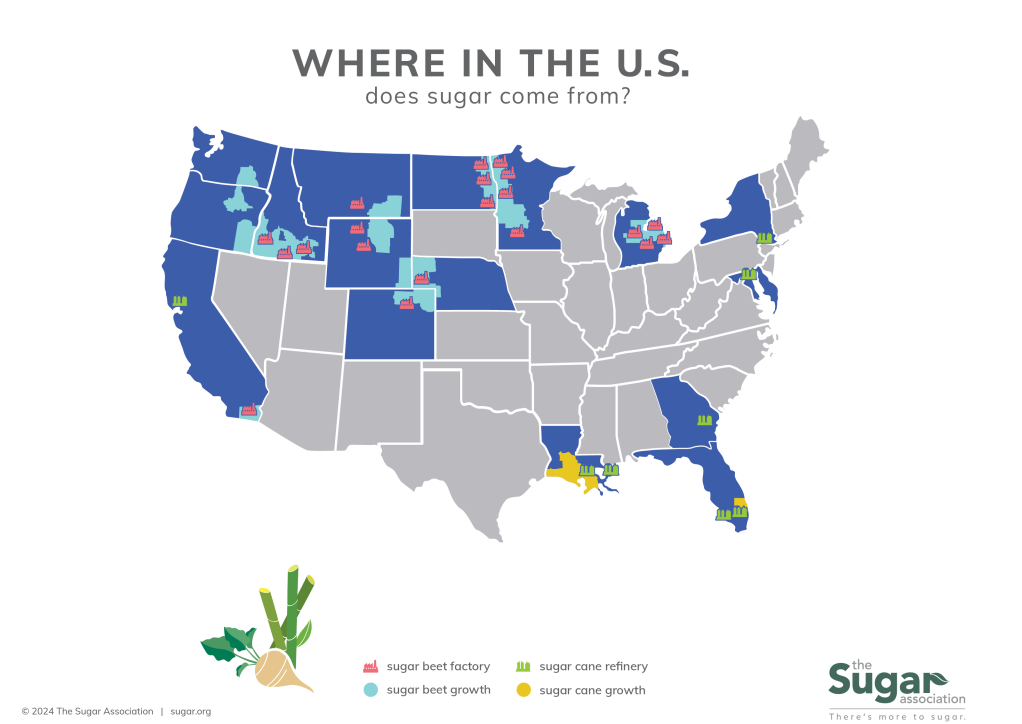 WHERE IN THE U.S.
does sugar come from?
sugar beet factory
sugar cane refinery
sugar beet growth
sugar cane growth
© 2024 The Sugar Association | sugar.org
the
Sugar
association
There's more to sugar.